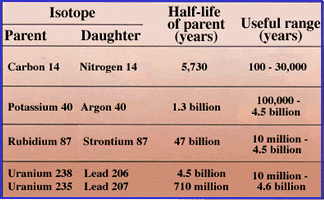 Isotope
Half-life of parent (years)
Useful range (years)
Parent Daughter
Carbon 14 Nitrogen 14 5,730 100 - 30,000
Potassium 40 Argon 40 1.3 billion 100,000 - 4.5 billion
Rubidium 87 Strontium 87 47 billion 10 million - 4.5 billion
Uranium 238 Lead 206 4.5 billion 10 million - 4.6 billion
Uranium 235 Lead 207 710 million